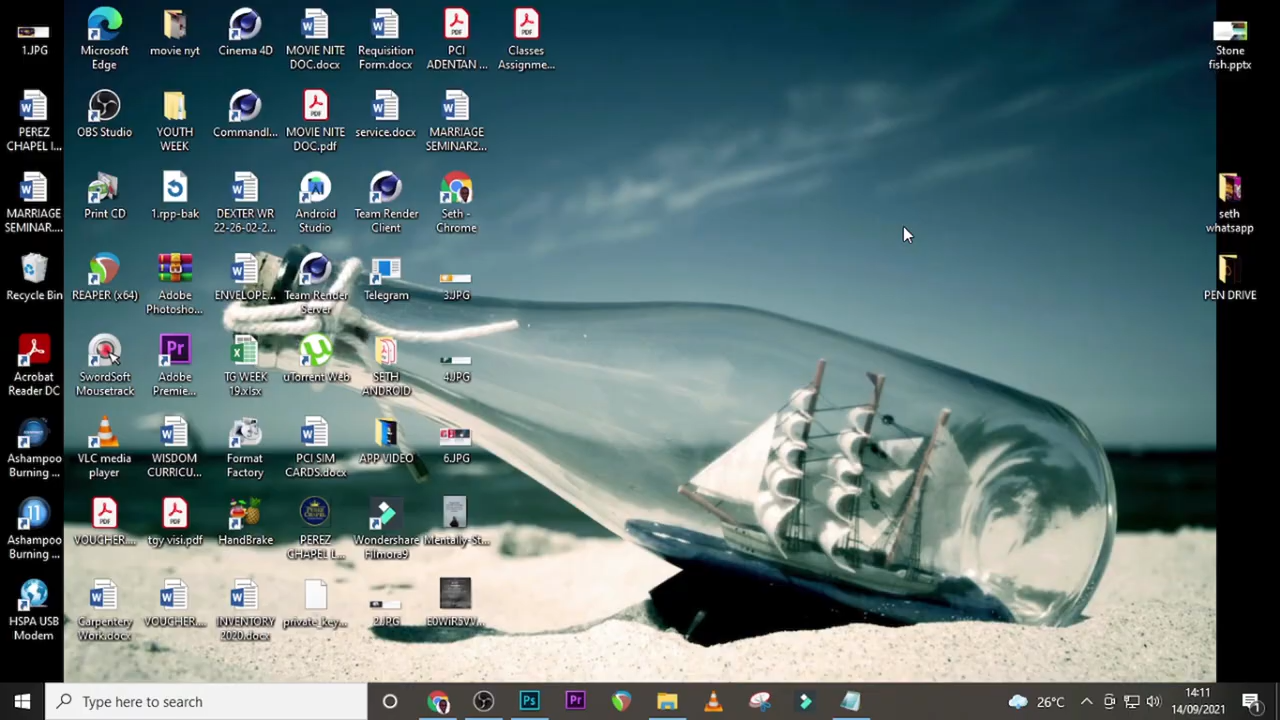 1.JPG
Microsoft
Edge
movie nyt
Cinema 4D
MOVIE NITE
DOC.docx
Requisition
Form.docx
PCI
ADENTAN ...
Classes
Assignme...
Stone
fish.pptx
PEREZ
CHAPEL I...
OBS Studio
YOUTH
WEEK
Commandl...
MOVIE NITE
DOC.pdf
service.docx
MARRIAGE
SEMINAR2...
MARRIAGE
SEMINAR....
Print CD
1.rpp-bak
DEXTER WR
22-26-02-2...
Android
Studio
Team Render
Client
Seth -
Chrome
seth
whatsapp
Recycle Bin
REAPER (x64)
Adobe
Photosho...
ENVELOPE...
Team Render
Server
Telegram
3.JPG
PEN DRIVE
Acrobat
Reader DC
SwordSoft
Mousetrack
Adobe
Premie...
TG WEEK
19.xlsx
uTorrent Web
SETH
ANDROID
4.JPG
Ashampoo
Burning ...
VLC media
player
WISDOM
CURRICU...
Format
Factory
PCI SIM
CARDS.docx
APP VIDEO
6.JPG
Ashampoo
Burning ...
VOUCHER....
tgy.visi.pdf
HandBrake
PEREZ
CHAPEL I...
Wondershare
Filmora9
Mentally-St...
HSPA USB
Modem
Carpentery
Work.docx
VOUCHER....
INVENTORY
2020.docx
private_key...
2.JPG
E0WiR5VV...
Type here to search
26°C
14:11
14/09/2021